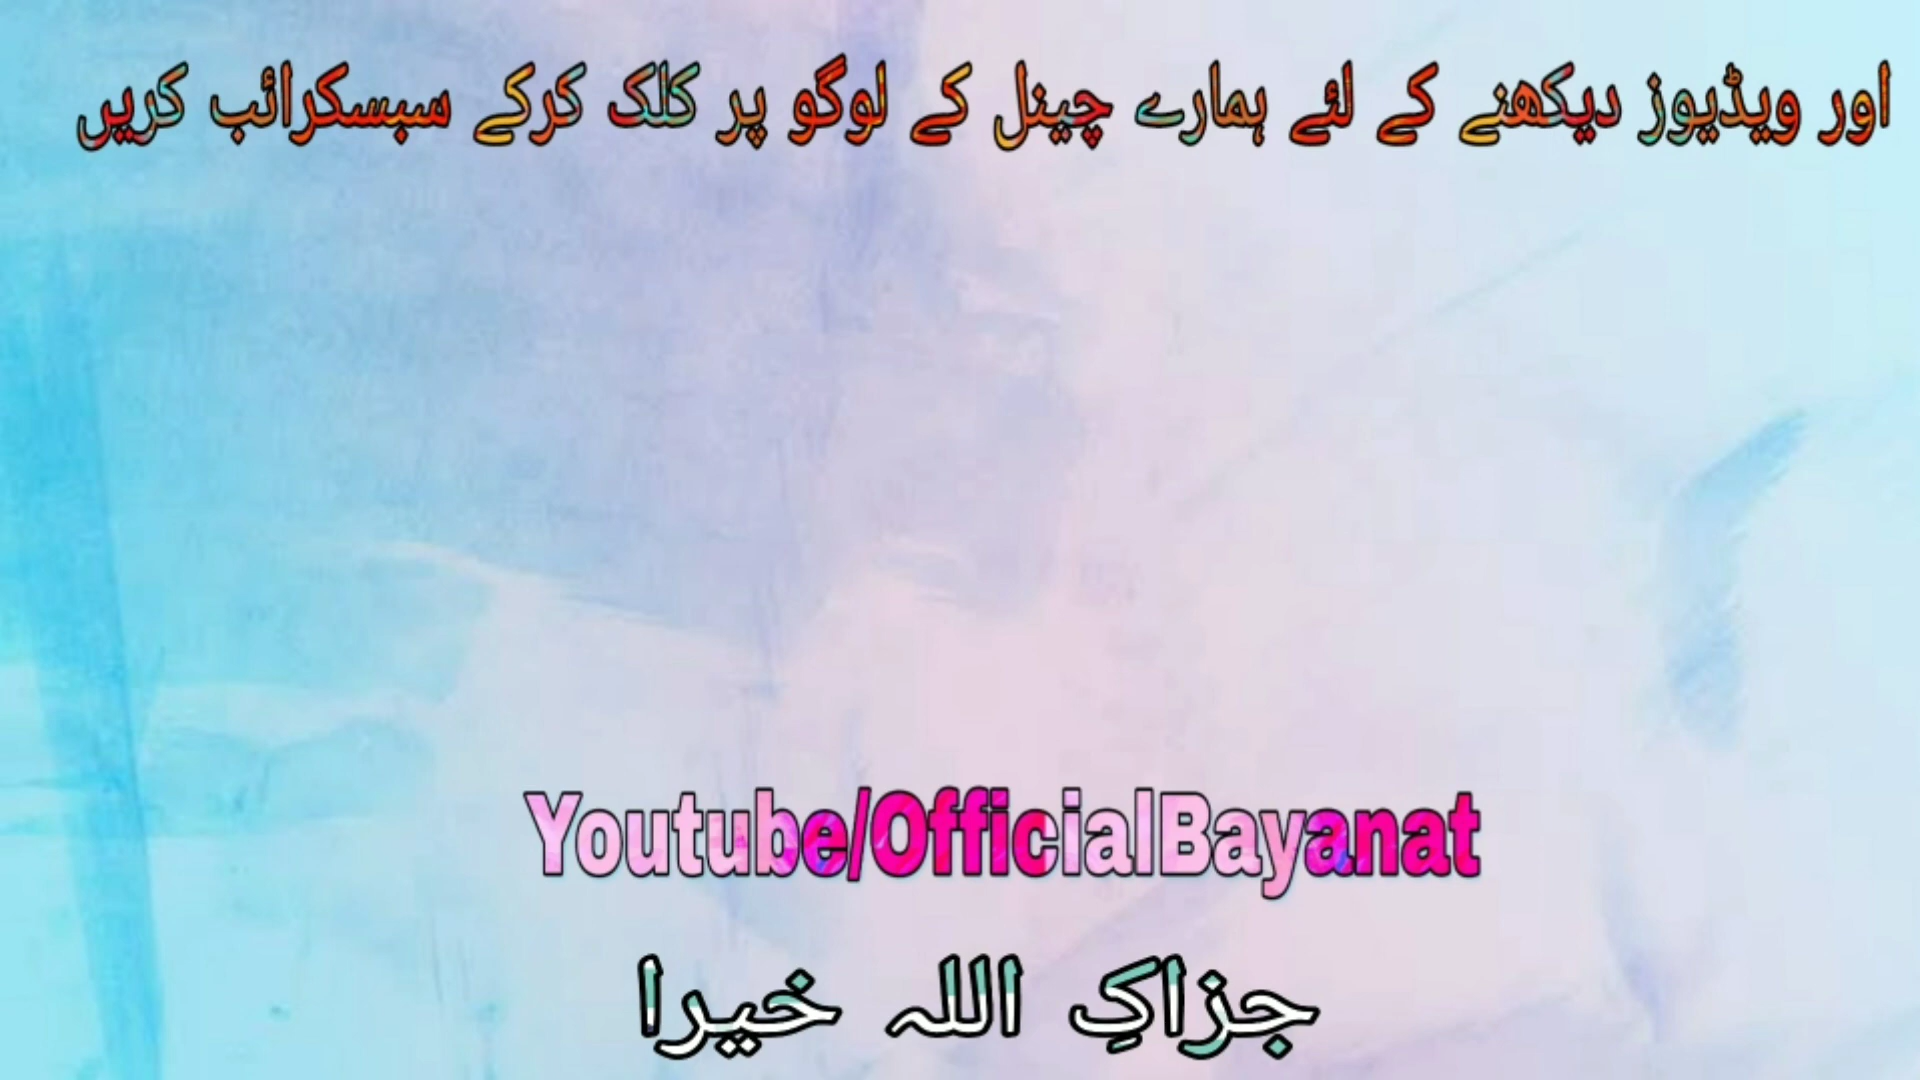 اور ویڈیوز دیکھنے کے لئے ہمارے چینل کے لوگو پر کلک کرکے سبسکرائب کریں
Youtube/OfficialBayanat
جزاکِ اللہ خیرا